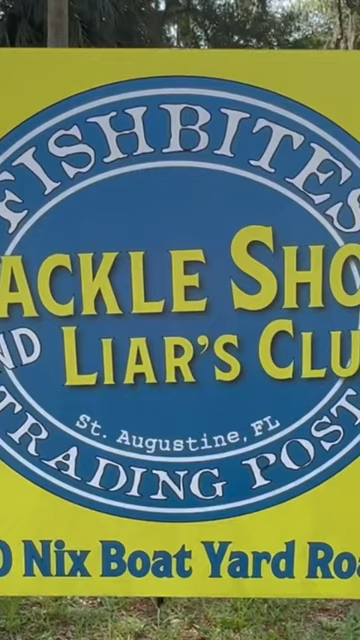 FISHBITES
ACKLE SHO
ND LIAR'S CLU
St. Augustine, FL
TRADING POST
0 Nix Boat Yard Roa